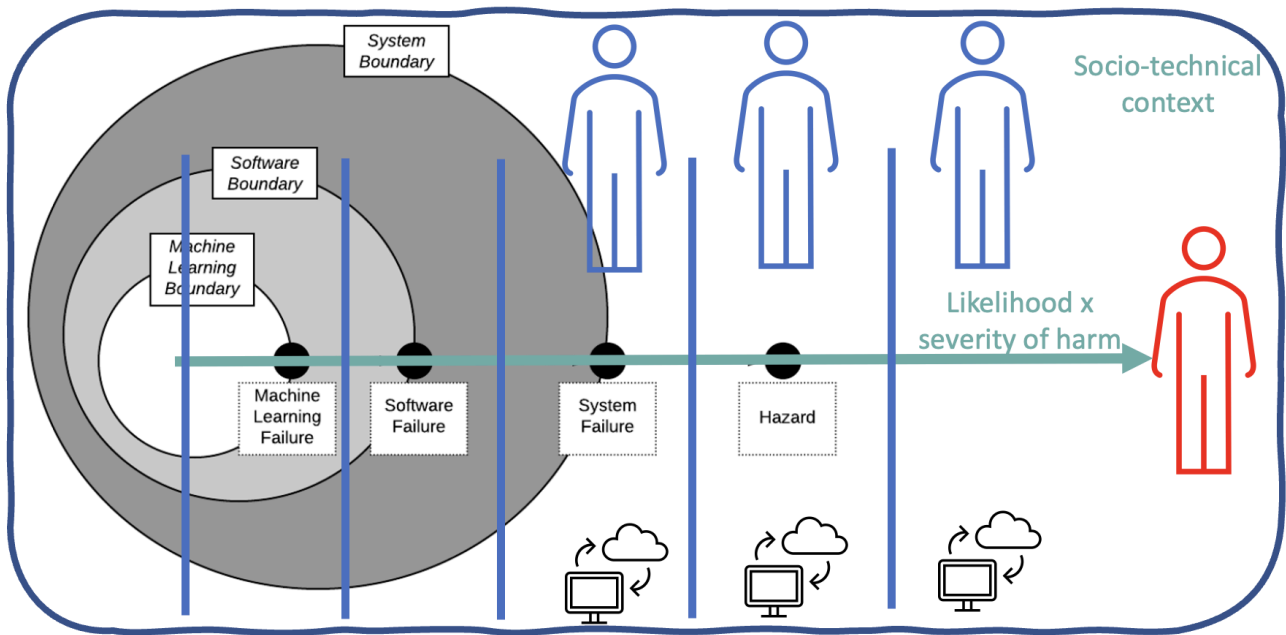 System
Boundary
Socio-technical
context
Software
Boundary
Machine
Learning
Boundary
Likelihood x
severity of harm
Machine
Learning
Failure
Software
Failure
System
Failure
Hazard